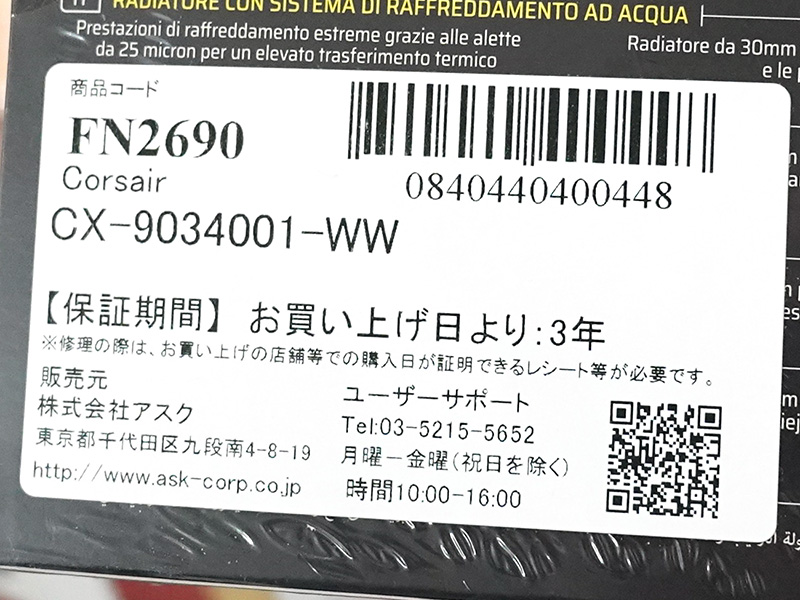 IT RADIATORE CON SISTEMA DI RAFFREDDAMENTO AD ACQUA
Prestazioni di raffreddamento estreme grazie alle alette
da 25 micron per un elevato trasferimento termico
Radiatore da 30mm
e le
商品コード
FN2690
Corsair
CX-9034001-WW
0840440400448
【保証期間】 お買い上げ日より:3年
※修理の際は、お買い上げの店舗等での購入日が証明できるレシート等が必要です。
販売元
株式会社アスク
東京都千代田区九段南4-8-19
http://www.ask-corp.co.jp
ユーザーサポート
Tel:03-5215-5652
月曜ー金曜(祝日を除く)
時間10:00-16:00